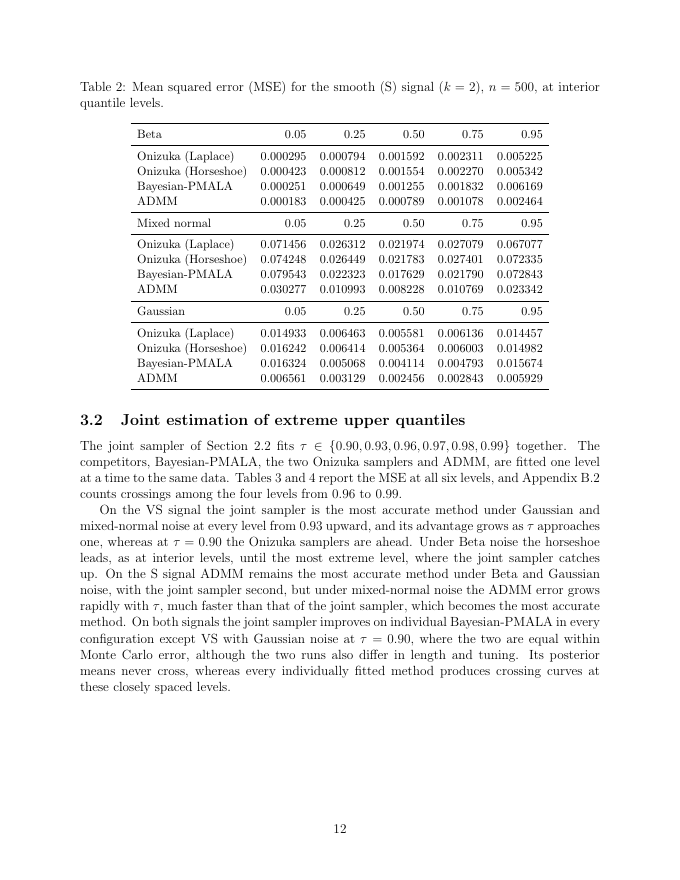 Table 2: Mean squared error (MSE) for the smooth (S) signal (k = 2), n = 500, at interior
quantile levels.
Beta 0.05 0.25 0.50 0.75 0.95
Onizuka (Laplace) 0.000295 0.000794 0.001592 0.002311 0.005225
Onizuka (Horseshoe) 0.000423 0.000812 0.001554 0.002270 0.005342
Bayesian-PMALA 0.000251 0.000649 0.001255 0.001832 0.006169
ADMM 0.000183 0.000425 0.000789 0.001078 0.002464
Mixed normal 0.05 0.25 0.50 0.75 0.95
Onizuka (Laplace) 0.071456 0.026312 0.021974 0.027079 0.067077
Onizuka (Horseshoe) 0.074248 0.026449 0.021783 0.027401 0.072335
Bayesian-PMALA 0.079543 0.022323 0.017629 0.021790 0.072843
ADMM 0.030277 0.010993 0.008228 0.010769 0.023342
Gaussian 0.05 0.25 0.50 0.75 0.95
Onizuka (Laplace) 0.014933 0.006463 0.005581 0.006136 0.014457
Onizuka (Horseshoe) 0.016242 0.006414 0.005364 0.006003 0.014982
Bayesian-PMALA 0.016324 0.005068 0.004114 0.004793 0.015674
ADMM 0.006561 0.003129 0.002456 0.002843 0.005929
3.2 Joint estimation of extreme upper quantiles
The joint sampler of Section 2.2 fits τ ∈ {0.90, 0.93, 0.96, 0.97, 0.98, 0.99} together. The
competitors, Bayesian-PMALA, the two Onizuka samplers and ADMM, are fitted one level
at a time to the same data. Tables 3 and 4 report the MSE at all six levels, and Appendix B.2
counts crossings among the four levels from 0.96 to 0.99.
On the VS signal the joint sampler is the most accurate method under Gaussian and
mixed-normal noise at every level from 0.93 upward, and its advantage grows as τ approaches
one, whereas at τ = 0.90 the Onizuka samplers are ahead. Under Beta noise the horseshoe
leads, as at interior levels, until the most extreme level, where the joint sampler catches
up. On the S signal ADMM remains the most accurate method under Beta and Gaussian
noise, with the joint sampler second, but under mixed-normal noise the ADMM error grows
rapidly with τ, much faster than that of the joint sampler, which becomes the most accurate
method. On both signals the joint sampler improves on individual Bayesian-PMALA in every
configuration except VS with Gaussian noise at τ = 0.90, where the two are equal within
Monte Carlo error, although the two runs also differ in length and tuning. Its posterior
means never cross, whereas every individually fitted method produces crossing curves at
these closely spaced levels.
12